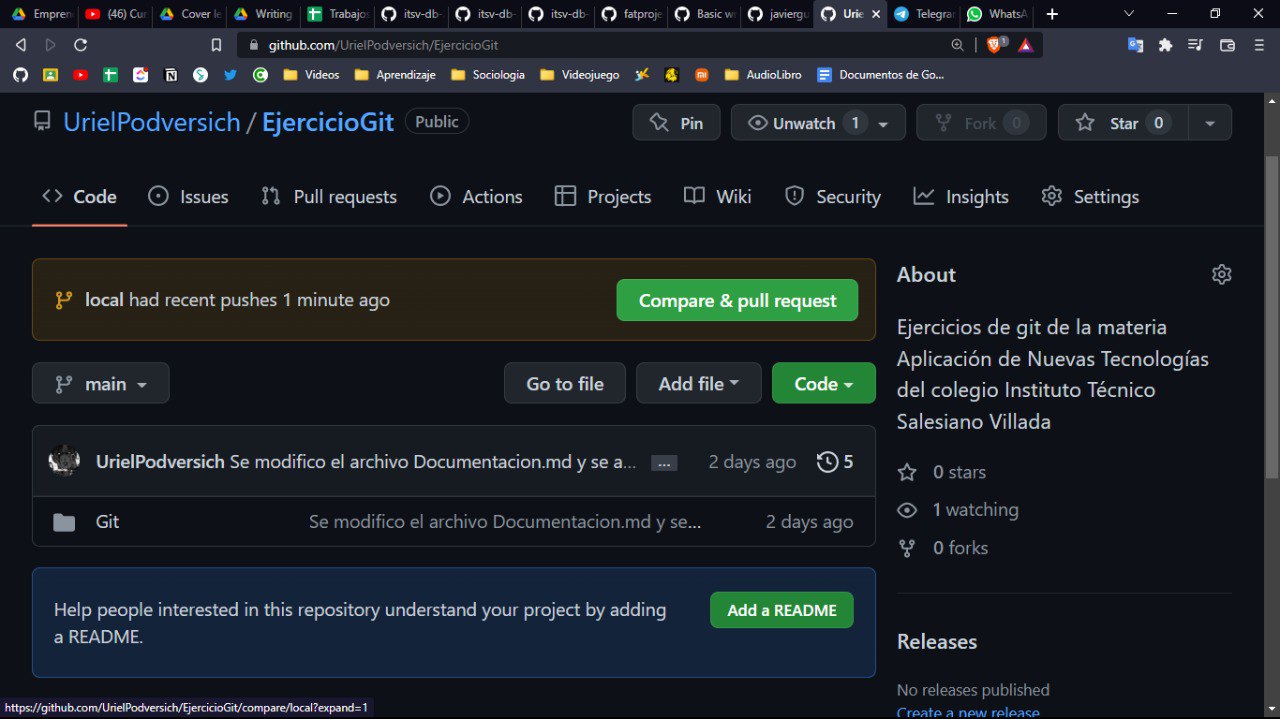 Empren
(46) Cur
Cover le
Writing
Trabajos
itsv-db-
itsv-db-
itsv-db-
fatproje
Basic wr
javiergu
Urie
Telegran
WhatsA
github.com/UrielPodversich/EjercicioGit
1
Videos
Aprendizaje
Sociologia
Videojuego
AudioLibro
Documentos de Go...
UrielPodversich / EjercicioGit Public
Pin
Unwatch 1
Fork 0
Star 0
Code
Issues
Pull requests
Actions
Projects
Wiki
Security
Insights
Settings
local had recent pushes 1 minute ago
Compare & pull request
main
Go to file
Add file
Code
UrielPodversich Se modifico el archivo Documentacion.md y se a... ... 2 days ago 5
Git Se modifico el archivo Documentacion.md y se... 2 days ago
Help people interested in this repository understand your project by adding
a README.
Add a README
About
Ejercicios de git de la materia
Aplicación de Nuevas Tecnologías
del colegio Instituto Técnico
Salesiano Villada
0 stars
1 watching
0 forks
Releases
No releases published
Create a new release
https://github.com/UrielPodversich/EjercicioGit/compare/local?expand=1